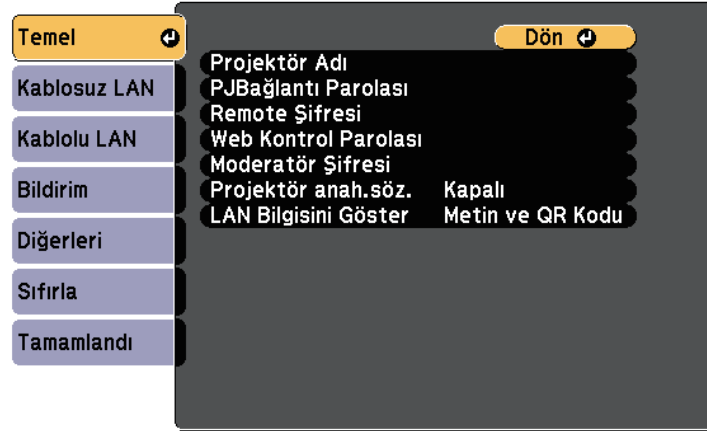 Temel
Kablosuz LAN
Kablolu LAN
Bildirim
Diğerleri
Sıfırla
Tamamlandı
Dön
Projektör Adı
PJBağlantı Parolası
Remote Şifresi
Web Kontrol Parolası
Moderatör Şifresi
Projektör anah.söz. Kapalı
LAN Bilgisini Göster Metin ve QR Kodu